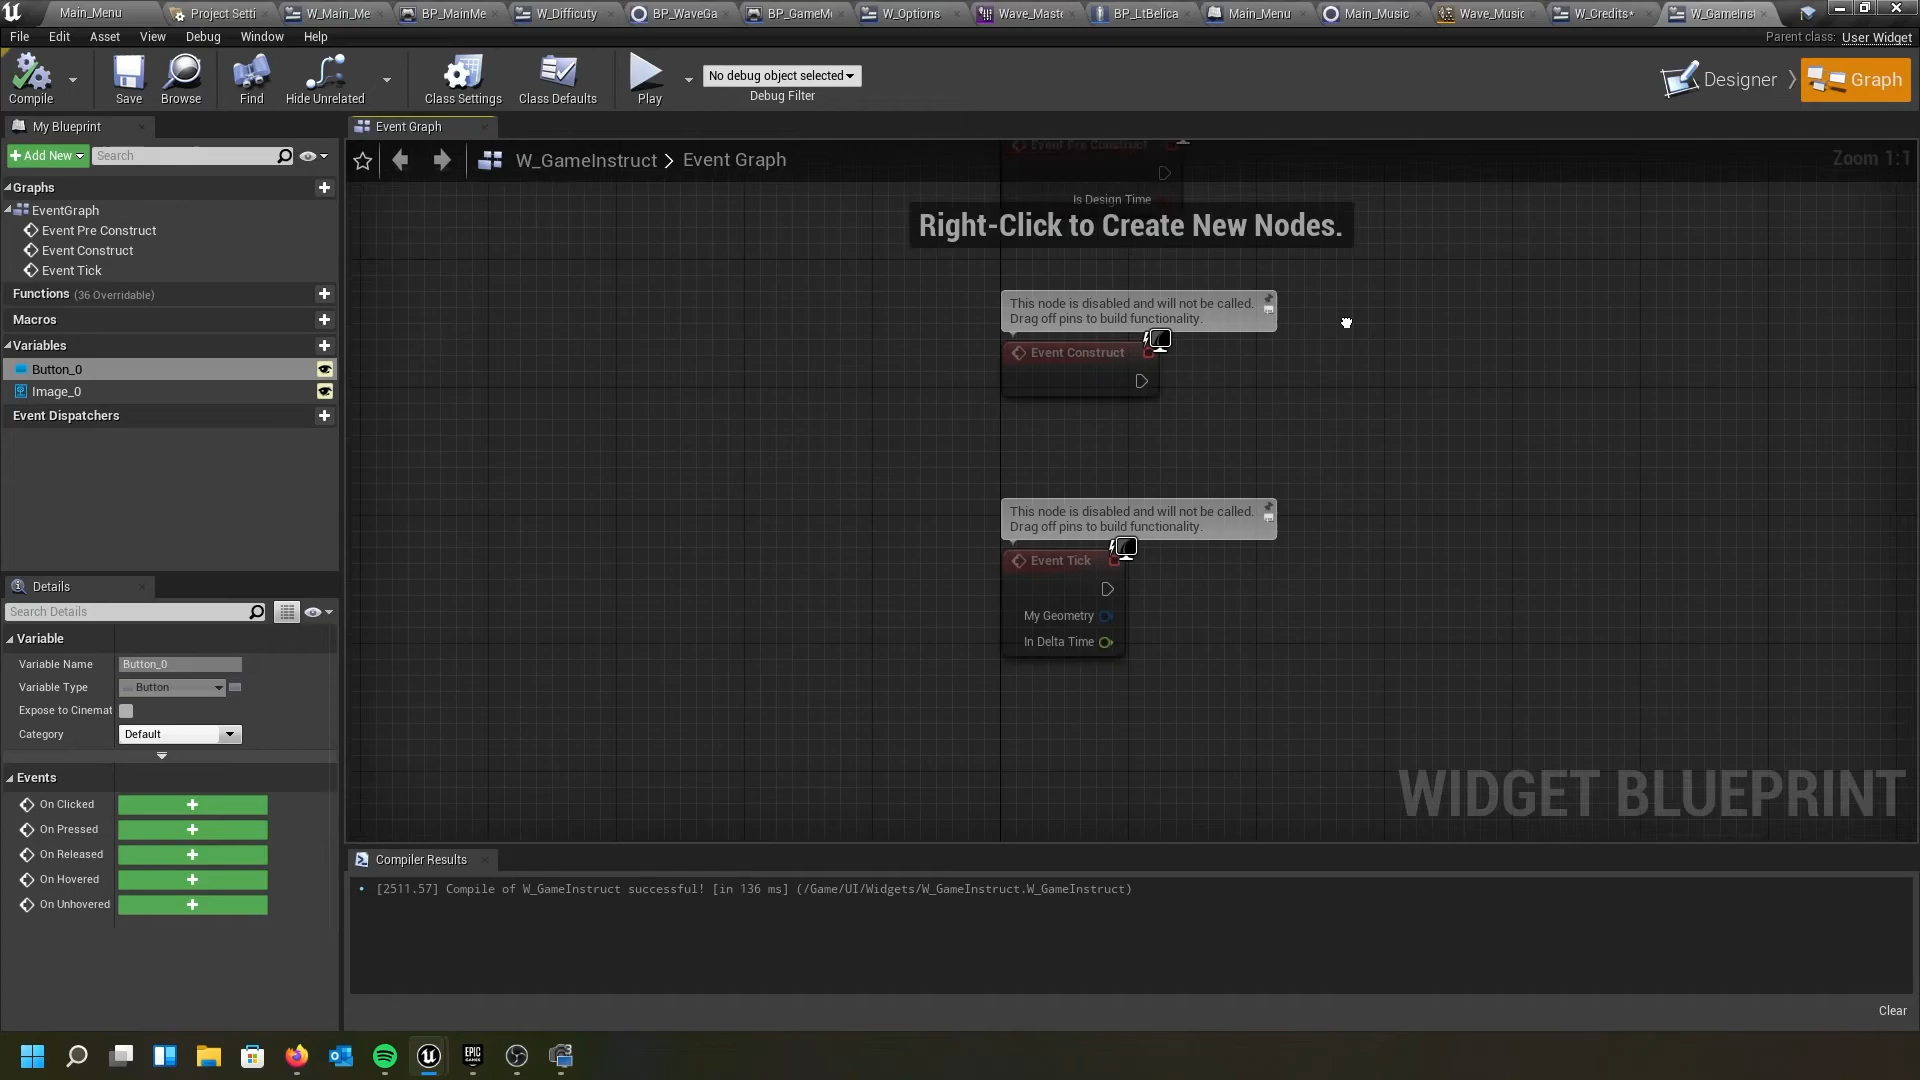 Main_Menu
Project Setti
W_Main_Me
BP_MainMe
W_Difficuty
BP_WaveGa
BP_GameMo
W_Options
Wave_Maste
BP_LtBelica
Main_Menu
Main_Music
Wave_Music
W_Credits*
W_GameInst
File
Edit
Asset
View
Debug
Window
Help
Parent class: User Widget
Compile
Save
Browse
Find
Hide Unrelated
Class Settings
Class Defaults
Play
No debug object selected
Debug Filter
Designer
Graph
My Blueprint
Event Graph
Add New
Search
W_GameInstruct > Event Graph
Zoom 1:1
Event Pre Construct
Is Design Time
Right-Click to Create New Nodes.
Graphs
EventGraph
Event Pre Construct
Event Construct
Event Tick
Functions (36 Overridable)
Macros
Variables
Button_0
Image_0
Event Dispatchers
This node is disabled and will not be called.
Drag off pins to build functionality.
Event Construct
This node is disabled and will not be called.
Drag off pins to build functionality.
Event Tick
My Geometry
In Delta Time
WIDGET BLUEPRINT
Details
Search Details
Variable
Variable Name
Button_0
Variable Type
Button
Expose to Cinemat
Category
Default
Events
On Clicked
On Pressed
On Released
On Hovered
On Unhovered
Compiler Results
[2511.57] Compile of W_GameInstruct successful! [in 136 ms] (/Game/UI/Widgets/W_GameInstruct.W_GameInstruct)
Clear
EPIC
GAMES